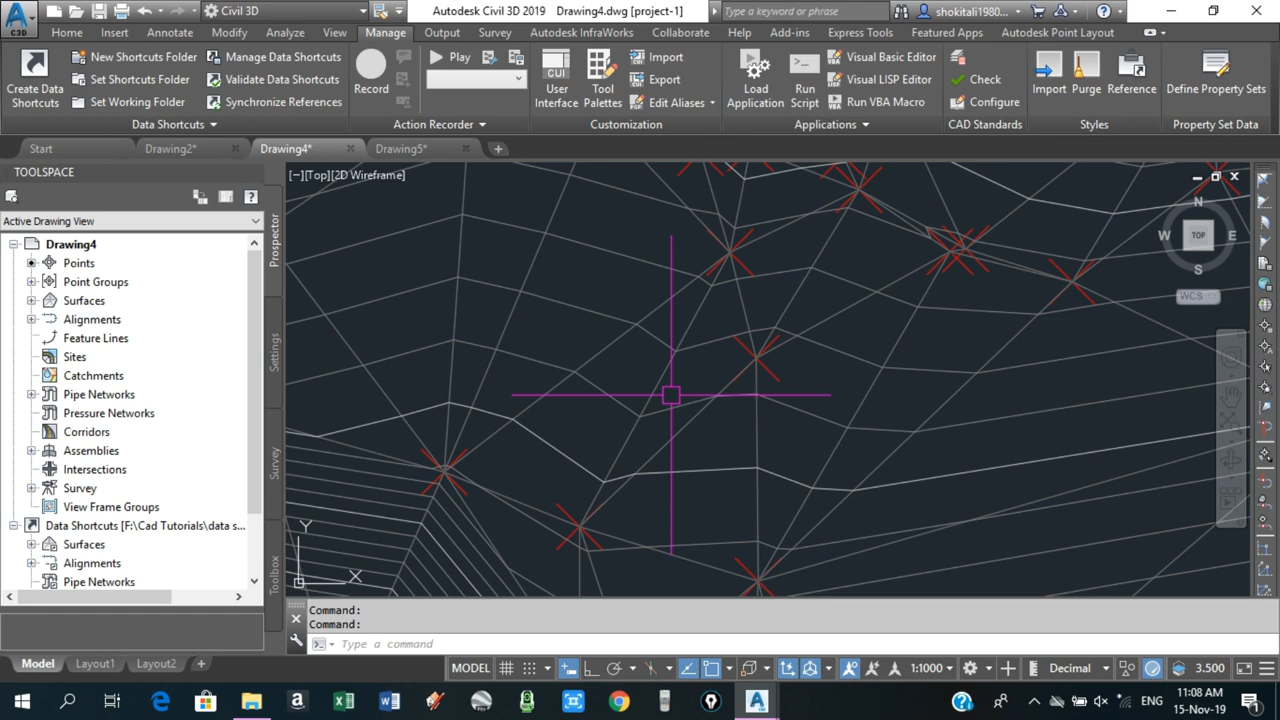 Civil 3D
Autodesk Civil 3D 2019 Drawing4.dwg [project-1]
Type a keyword or phrase
shokitali1980...
C3D
Home Insert Annotate Modify Analyze View Manage Output Survey Autodesk InfraWorks Collaborate Help Add-ins Express Tools Featured Apps Autodesk Point Layout
Create Data Shortcuts
New Shortcuts Folder
Set Shortcuts Folder
Set Working Folder
Manage Data Shortcuts
Validate Data Shortcuts
Synchronize References
Data Shortcuts
Record
Play
Action Recorder
CUI
User Interface
Tool Palettes
Import
Export
Edit Aliases
Customization
Load Application
Run Script
Visual Basic Editor
Visual LISP Editor
Run VBA Macro
Applications
Check
Configure
CAD Standards
Import
Purge
Reference
Styles
Define Property Sets
Property Set Data
Start
Drawing2*
Drawing4*
Drawing5*
TOOLSPACE
Active Drawing View
Drawing4
Points
Point Groups
Surfaces
Alignments
Feature Lines
Sites
Catchments
Pipe Networks
Pressure Networks
Corridors
Assemblies
Intersections
Survey
View Frame Groups
Data Shortcuts [F:\Cad Tutorials\data s...
Surfaces
Alignments
Pipe Networks
Prospector
Settings
Survey
Toolbox
[−][Top][2D Wireframe]
N
W
TOP
E
S
WCS
Y
X
Command:
Command:
Type a command
Model Layout1 Layout2
MODEL
1:1000
Decimal
3.500
ENG
11:08 AM
15-Nov-19